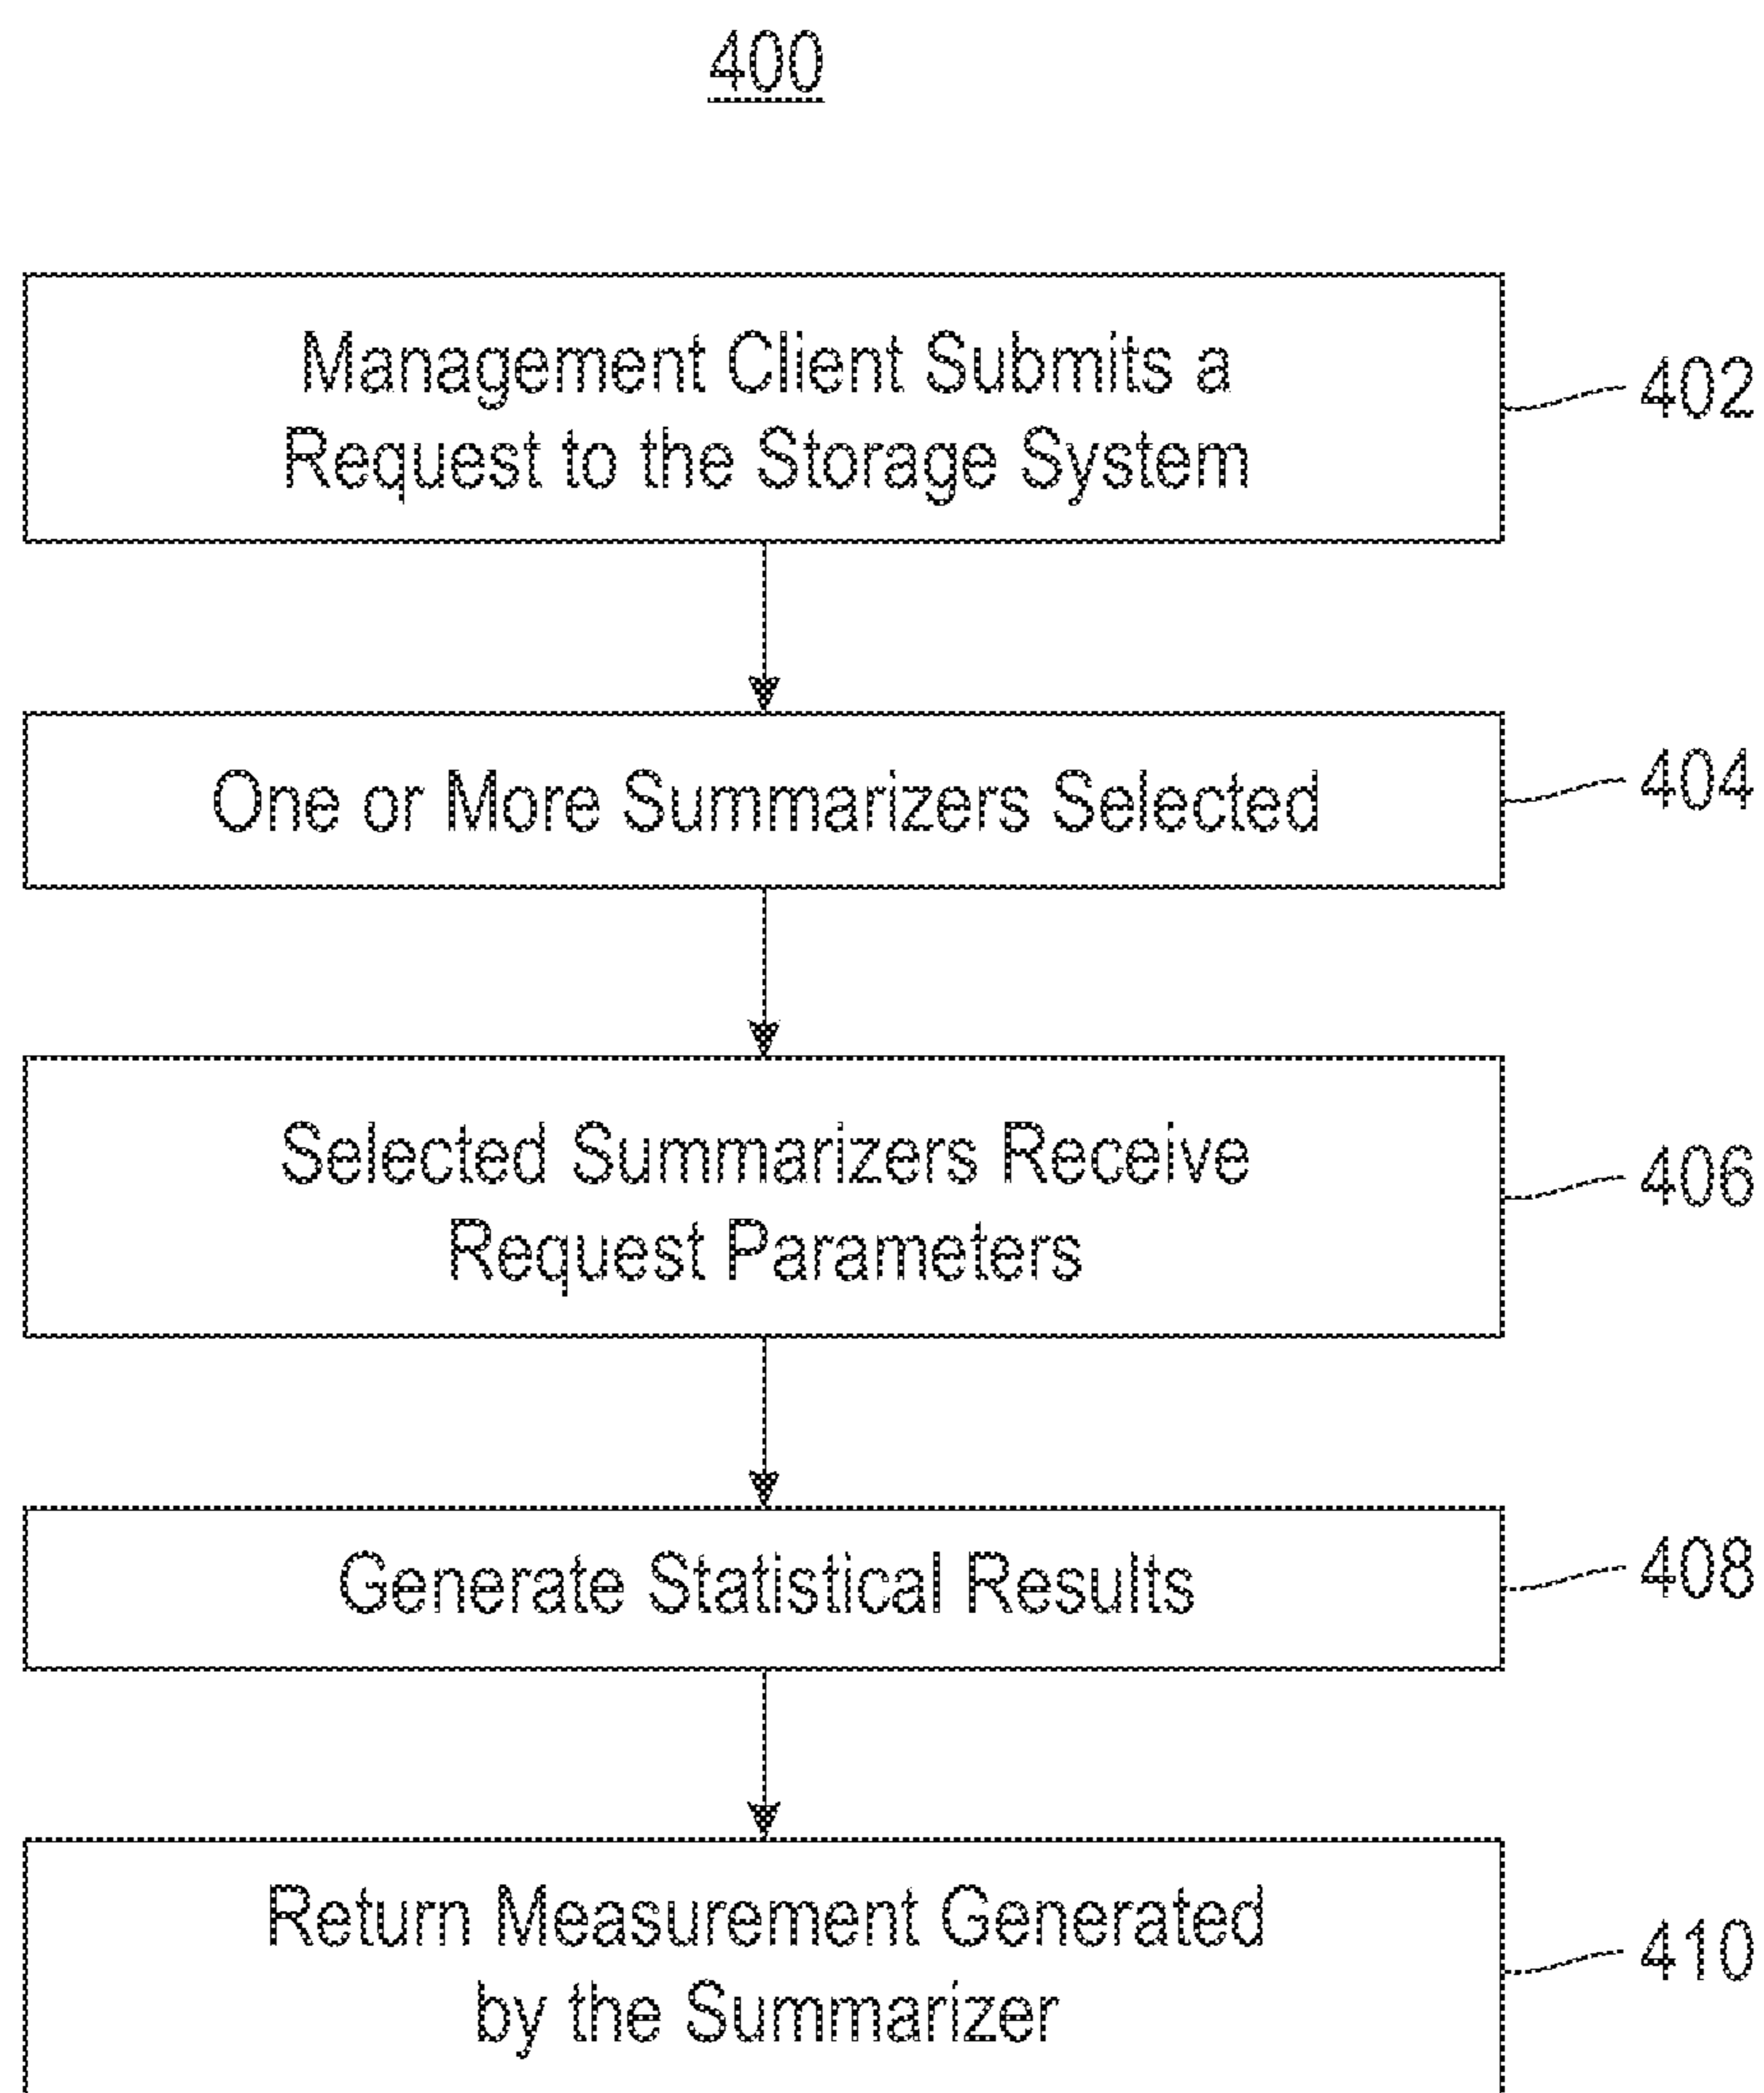 400
Management Client Submits a
Request to the Storage System
402
One or More Summarizers Selected
404
Selected Summarizers Receive
Request Parameters
406
Generate Statistical Results
408
Return Measurement Generated
by the Summarizer
410